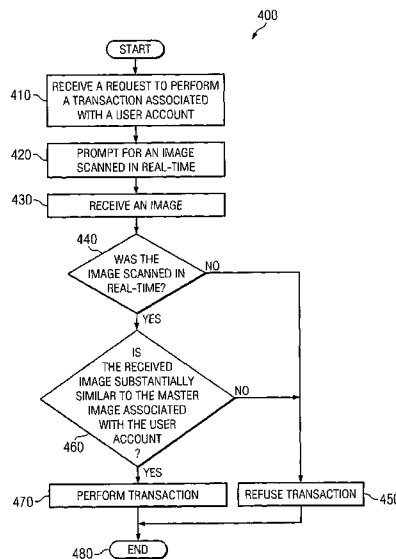 400
START
410
RECEIVE A REQUEST TO PERFORM
A TRANSACTION ASSOCIATED
WITH A USER ACCOUNT
420
PROMPT FOR AN IMAGE
SCANNED IN REAL-TIME
430
RECEIVE AN IMAGE
440
WAS THE
IMAGE SCANNED IN
REAL-TIME?
NO
YES
IS
THE RECEIVED
IMAGE SUBSTANTIALLY
SIMILAR TO THE MASTER
IMAGE ASSOCIATED
WITH THE USER
ACCOUNT
?
NO
460
YES
470
PERFORM TRANSACTION
REFUSE TRANSACTION
450
480
END